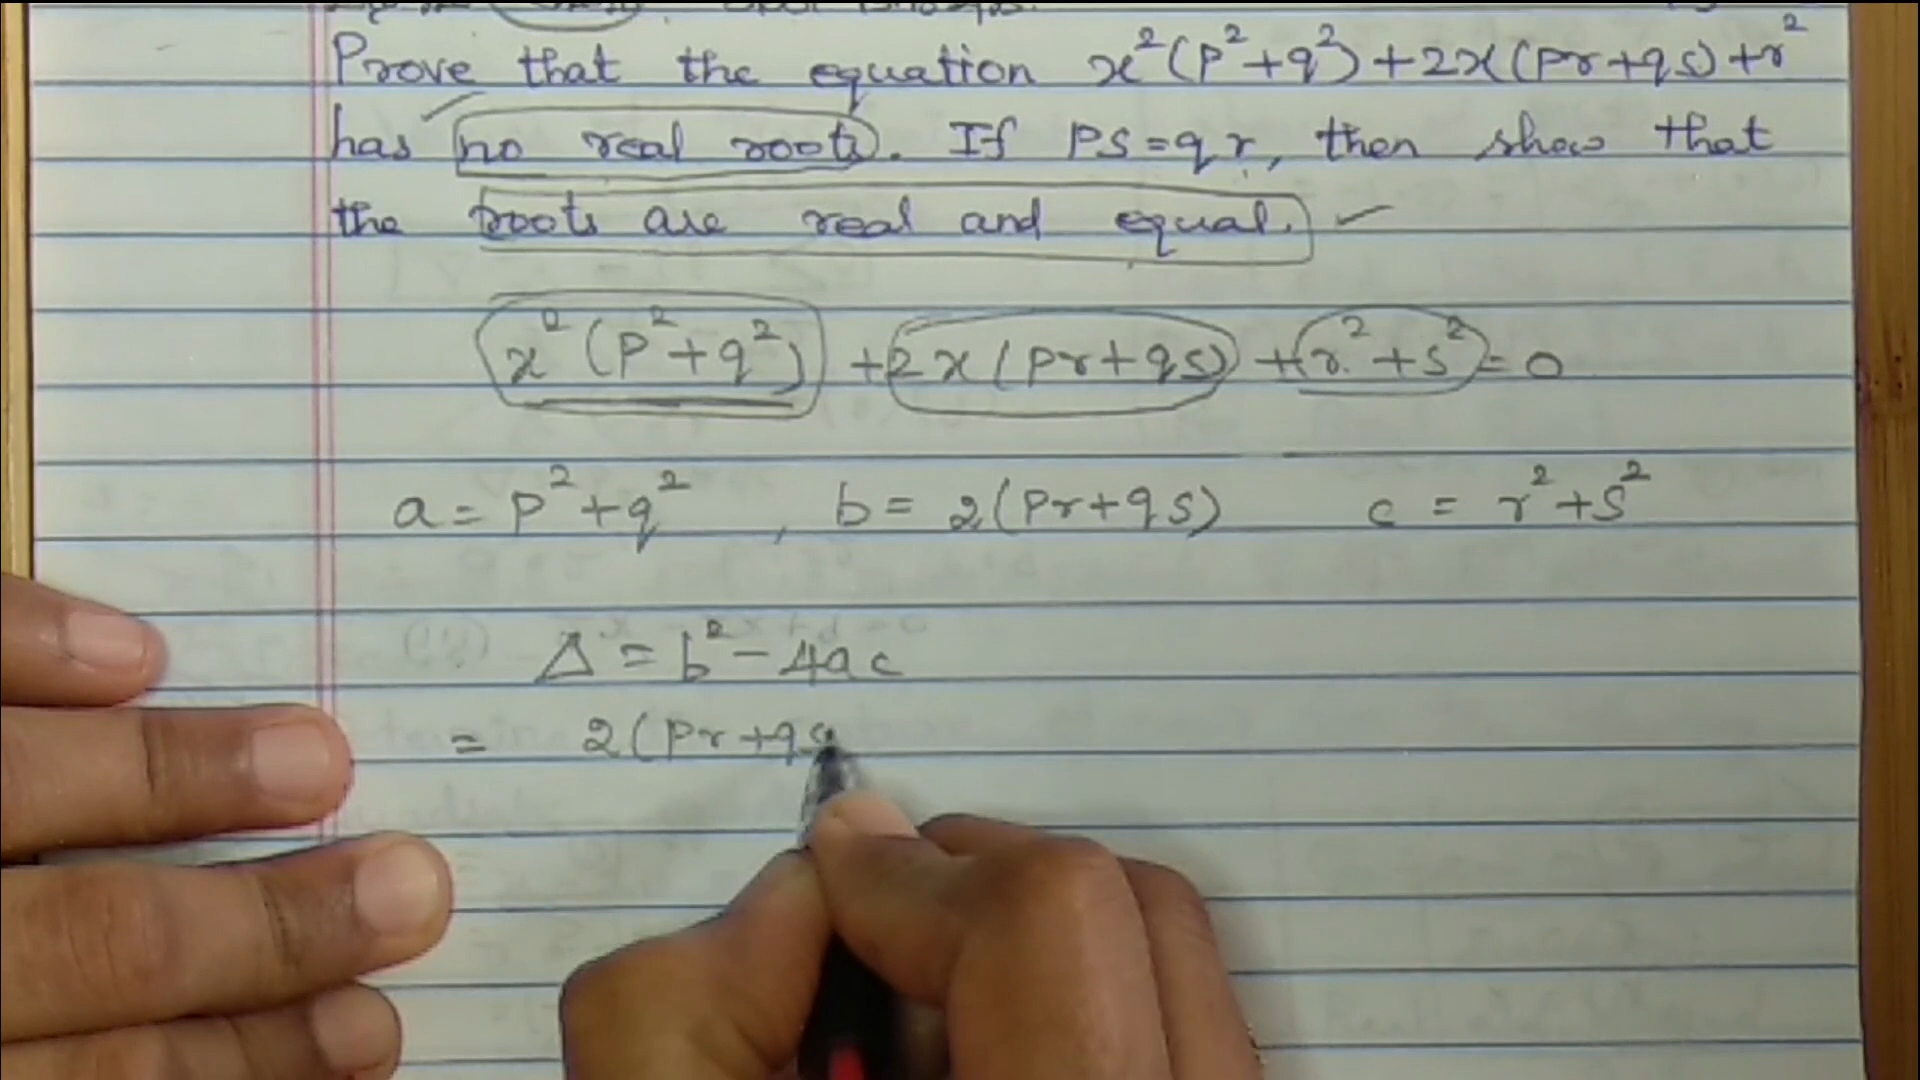 Prove that the equation x²(p²+q²)+2x(pr+qs)+r²
has no real roots. If ps=qr, then show that
the roots are real and equal.
x²(p²+q²) +2x(pr+qs) +r²+s²=0
a=p²+q² , b= 2(pr+qs) c = r²+s²
Δ=b²-4ac
= 2(pr+qs